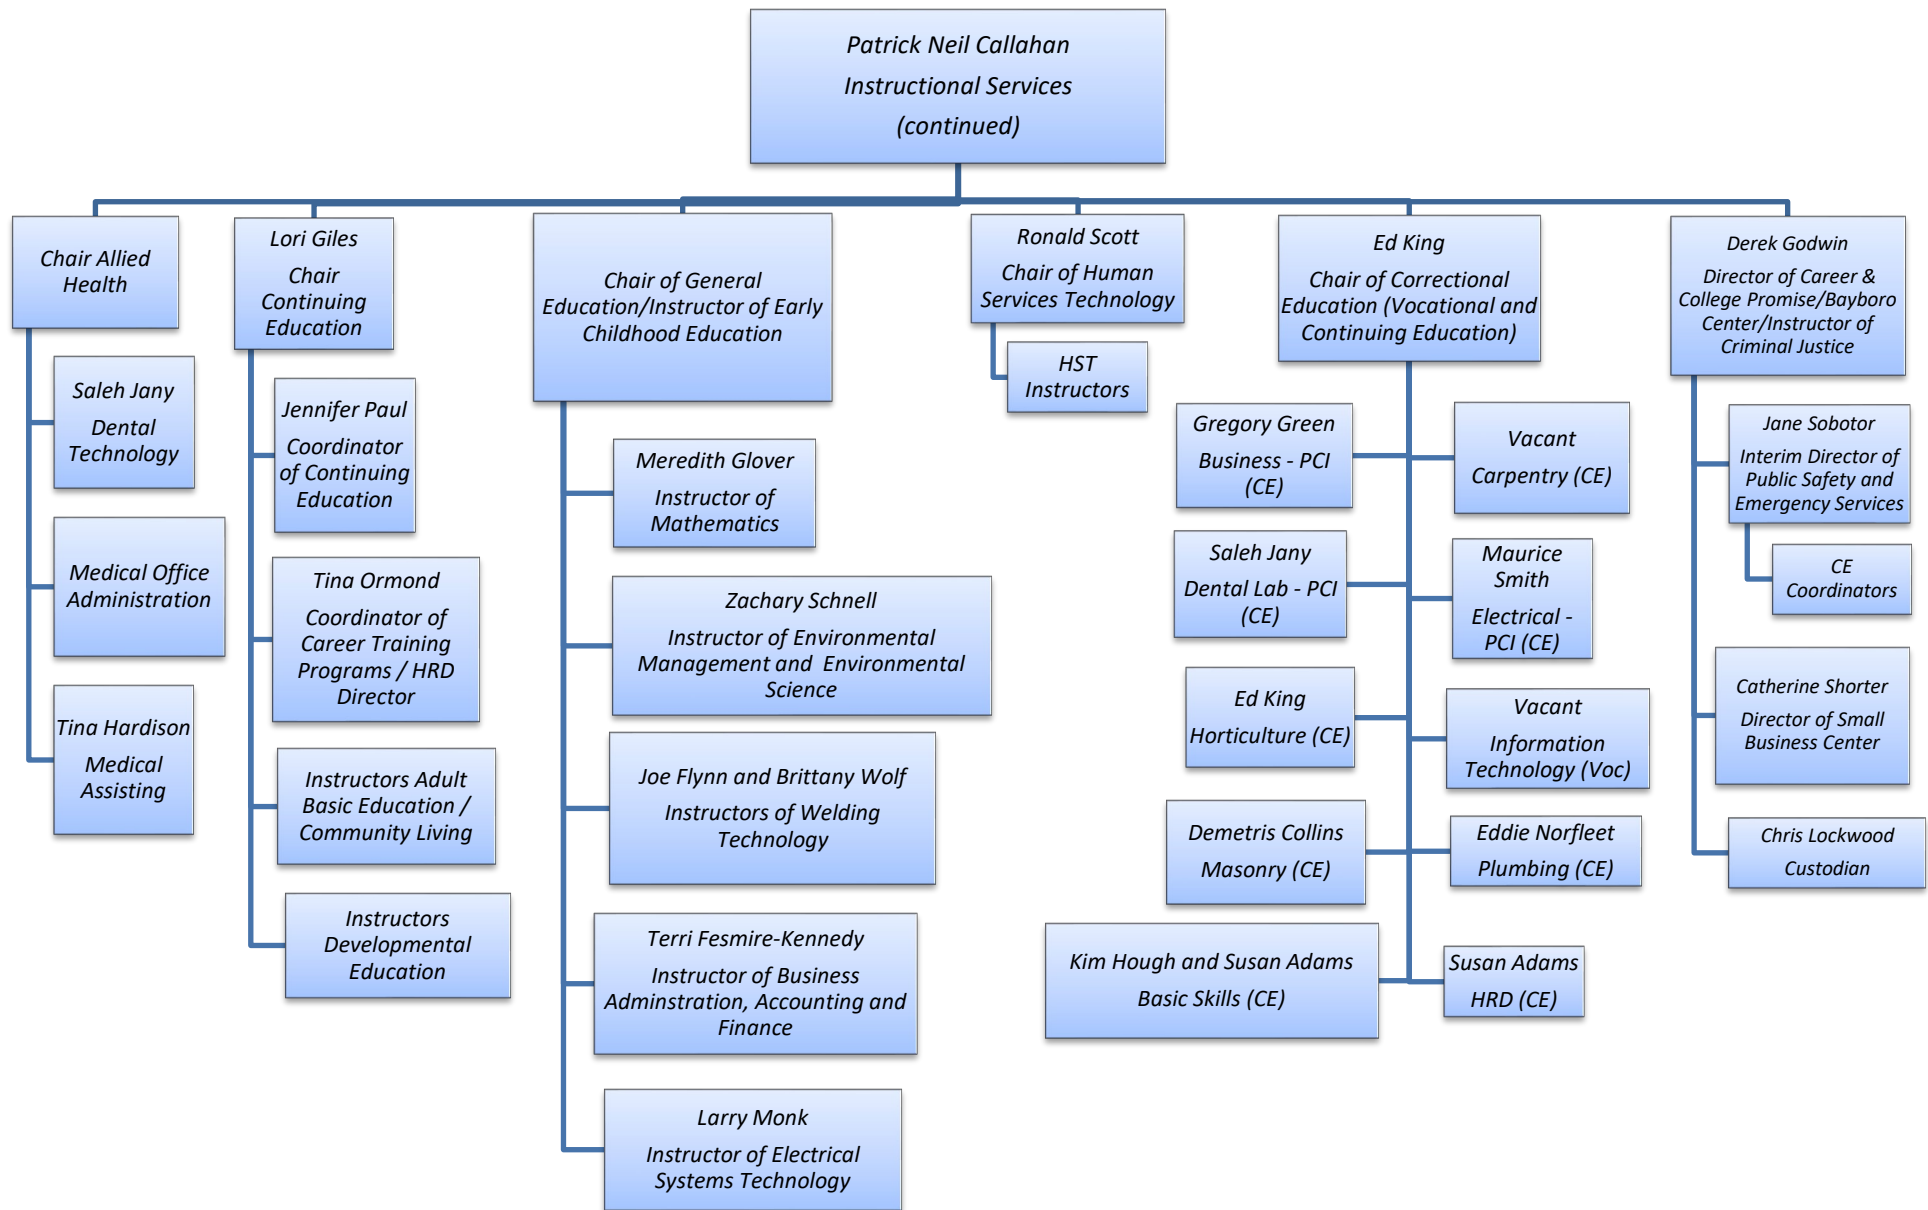 Patrick Neil Callahan
Instructional Services
(continued)
Chair Allied
Health
Saleh Jany
Dental
Technology
Medical Office
Administration
Tina Hardison
Medical
Assisting
Lori Giles
Chair
Continuing
Education
Jennifer Paul
Coordinator
of Continuing
Education
Tina Ormond
Coordinator of
Career Training
Programs / HRD
Director
Instructors Adult
Basic Education /
Community Living
Instructors
Developmental
Education
Chair of General
Education/Instructor of Early
Childhood Education
Meredith Glover
Instructor of
Mathematics
Zachary Schnell
Instructor of Environmental
Management and  Environmental
Science
Joe Flynn and Brittany Wolf
Instructors of Welding
Technology
Terri Fesmire-Kennedy
Instructor of Business
Adminstration, Accounting and
Finance
Larry Monk
Instructor of Electrical
Systems Technology
Ronald Scott
Chair of Human
Services Technology
HST
Instructors
Ed King
Chair of Correctional
Education (Vocational and
Continuing Education)
Gregory Green
Business - PCI
(CE)
Vacant
Carpentry (CE)
Saleh Jany
Dental Lab - PCI
(CE)
Maurice
Smith
Electrical -
PCI (CE)
Ed King
Horticulture (CE)
Vacant
Information
Technology (Voc)
Demetris Collins
Masonry (CE)
Eddie Norfleet
Plumbing (CE)
Kim Hough and Susan Adams
Basic Skills (CE)
Susan Adams
HRD (CE)
Derek Godwin
Director of Career &
College Promise/Bayboro
Center/Instructor of
Criminal Justice
Jane Sobotor
Interim Director of
Public Safety and
Emergency Services
CE
Coordinators
Catherine Shorter
Director of Small
Business Center
Chris Lockwood
Custodian